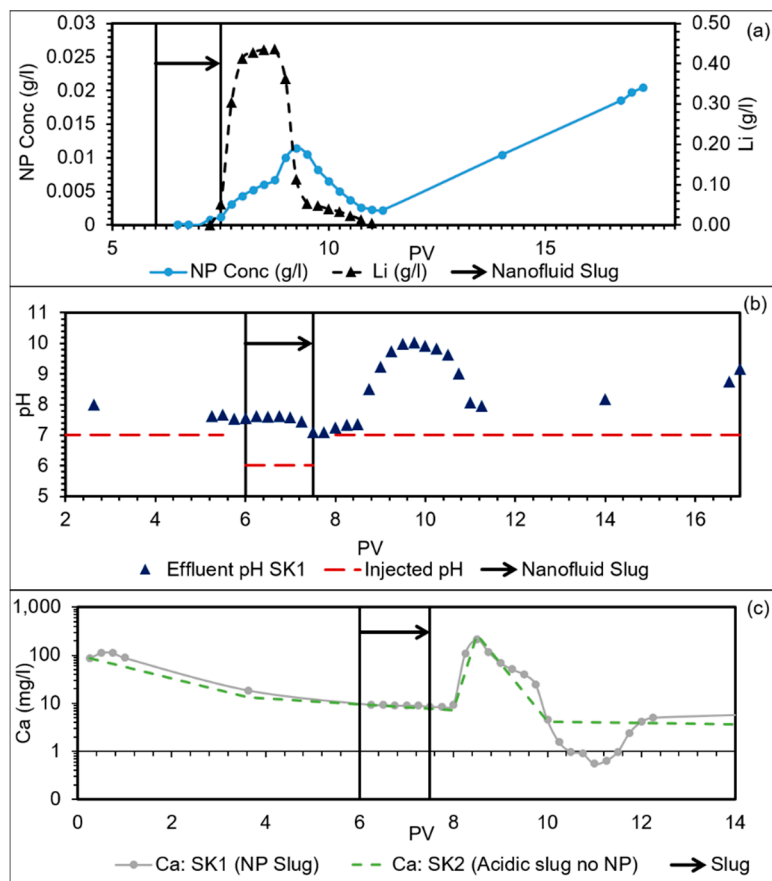 (a)
NP Conc (g/l)
0.03
0.025
0.02
0.015
0.01
0.005
0
0.50
0.40
0.30
0.20
0.10
0.00
Li (g/l)
5 10 15
PV
NP Conc (g/l) Li (g/l) Nanofluid Slug
(b)
pH
11
10
9
8
7
6
5
2 4 6 8 10 12 14 16
PV
Effluent pH SK1 Injected pH Nanofluid Slug
(c)
Ca (mg/l)
1,000
100
10
1
0
0 2 4 6 8 10 12 14
PV
Ca: SK1 (NP Slug) Ca: SK2 (Acidic slug no NP) Slug